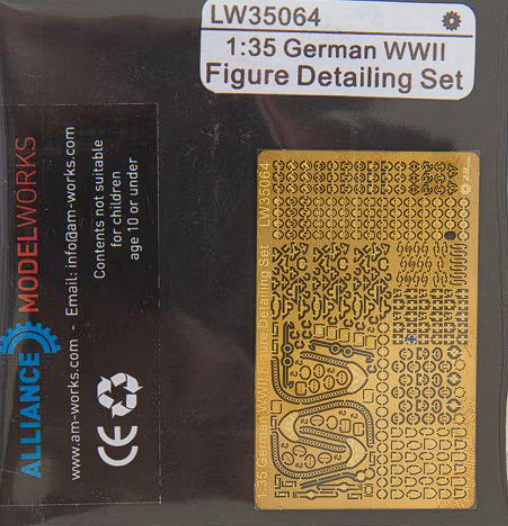 LW35064
1:35 German WWII
Figure Detailing Set
ALLIANCE MODELWORKS
www.am-works.com - Email: info@am-works.com
Contents not suitable
for children
age 10 or under
CE
1:35 German WWII Figure Detailing Set LW35064